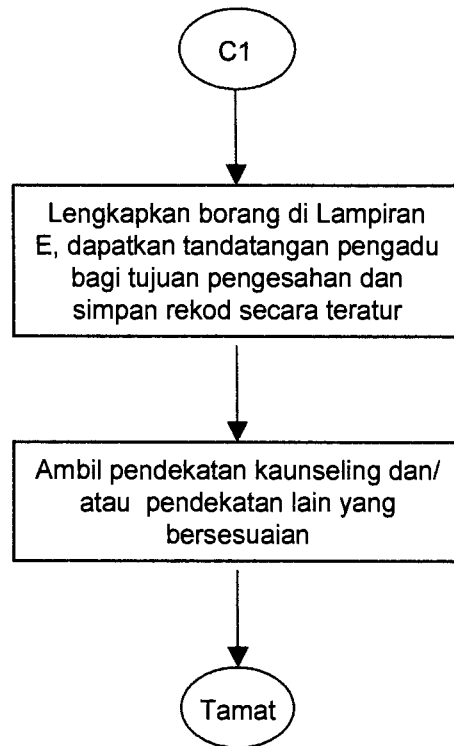 C1
Lengkapkan borang di Lampiran
E, dapatkan tandatangan pengadu
bagi tujuan pengesahan dan
simpan rekod secara teratur
Ambil pendekatan kaunseling dan/
atau pendekatan lain yang
bersesuaian
Tamat